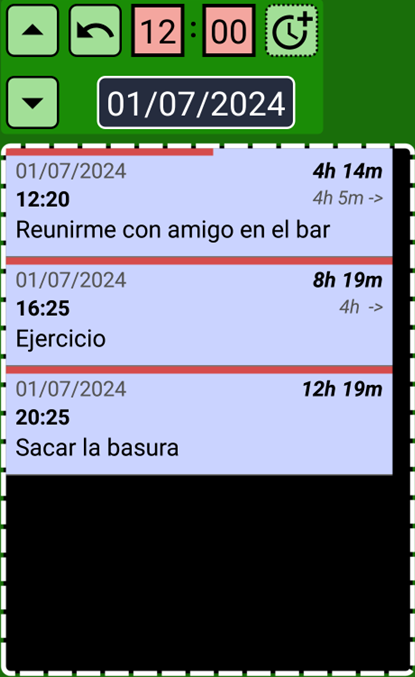 12:00
01/07/2024
01/07/2024 4h 14m
12:20 4h 5m ->
Reunirme con amigo en el bar
01/07/2024 8h 19m
16:25 4h ->
Ejercicio
01/07/2024 12h 19m
20:25
Sacar la basura